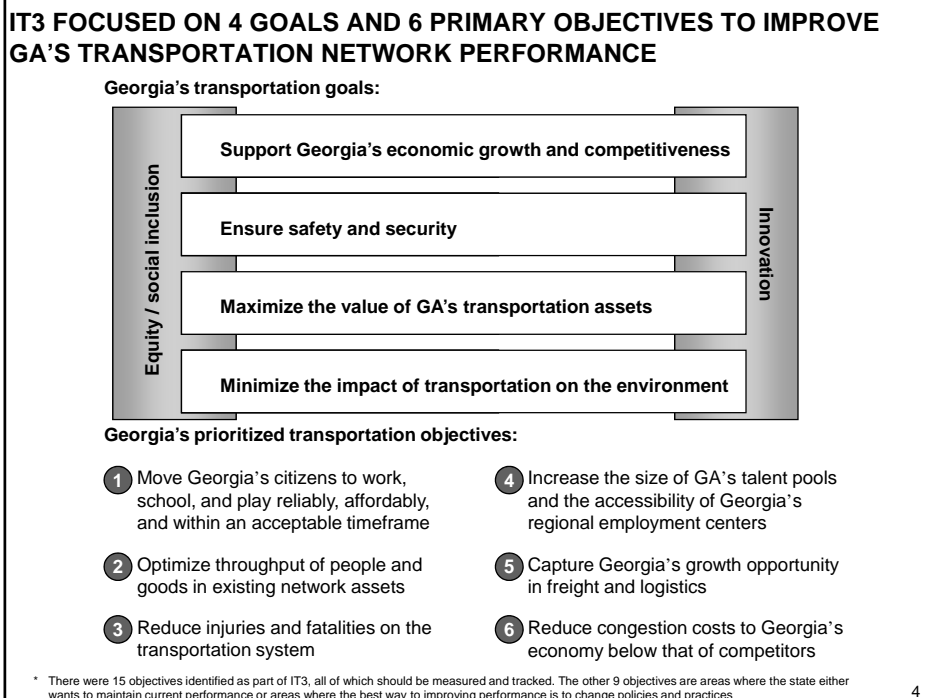 IT3 FOCUSED ON 4 GOALS AND 6 PRIMARY OBJECTIVES TO IMPROVE
GA'S TRANSPORTATION NETWORK PERFORMANCE
Georgia's transportation goals:
Equity / social inclusion
Support Georgia's economic growth and competitiveness
Ensure safety and security
Maximize the value of GA's transportation assets
Minimize the impact of transportation on the environment
Innovation
Georgia's prioritized transportation objectives:
1 Move Georgia's citizens to work,
school, and play reliably, affordably,
and within an acceptable timeframe
2 Optimize throughput of people and
goods in existing network assets
3 Reduce injuries and fatalities on the
transportation system
4 Increase the size of GA's talent pools
and the accessibility of Georgia's
regional employment centers
5 Capture Georgia's growth opportunity
in freight and logistics
6 Reduce congestion costs to Georgia's
economy below that of competitors
* There were 15 objectives identified as part of IT3, all of which should be measured and tracked. The other 9 objectives are areas where the state either
wants to maintain current performance or areas where the best way to improving performance is to change policies and practices
4